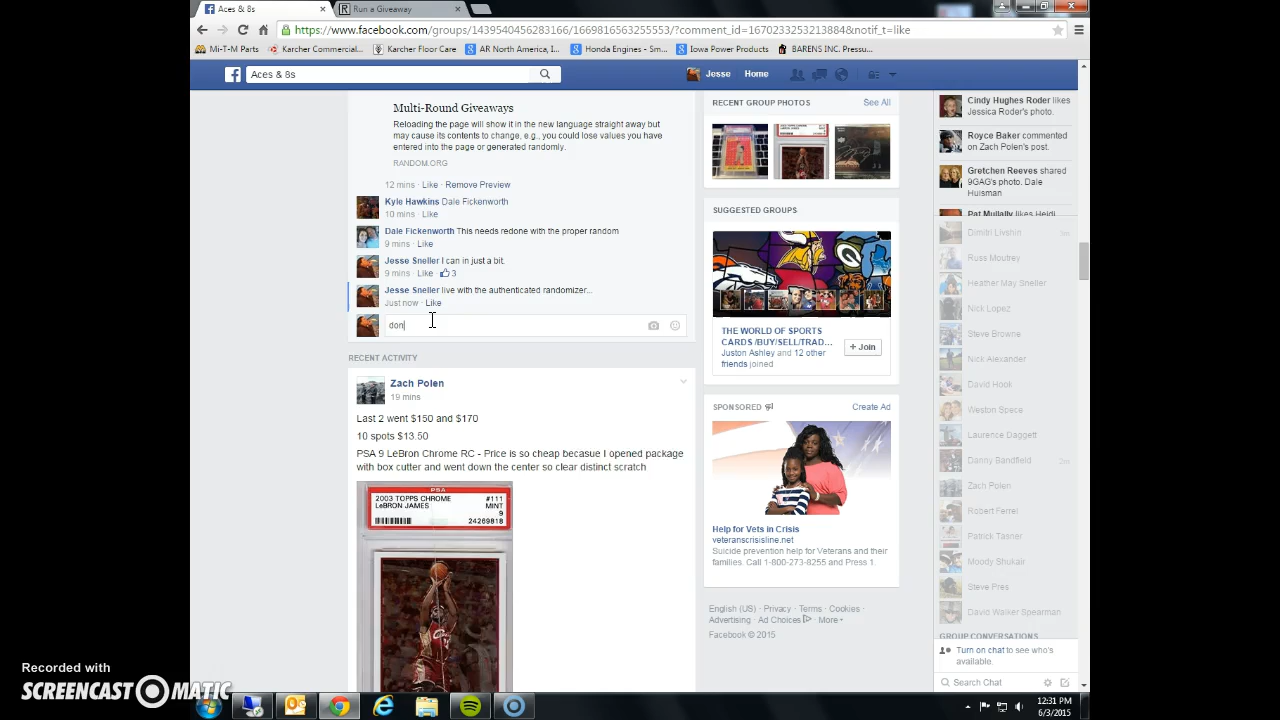 Aces & 8s
Run a Giveaway
https://www.facebook.com/groups/1439540456283166/1669816563255553/?comment_id=1670233253213884&notif_t=like
Mi-T-M Parts
Karcher Commercial...
Karcher Floor Care
AR North America, I...
Honda Engines - Sm...
Iowa Power Products
BARENS INC. Pressu...
Aces & 8s
Jesse
Home
Multi-Round Giveaways
Reloading the page will show it in the new language straight away but
may cause its contents to change, e.g., you could lose values you have
entered into the page or generated randomly.
RANDOM.ORG
12 mins · Like · Remove Preview
Kyle Hawkins Dale Fickenworth
10 mins · Like
Dale Fickenworth This needs redone with the proper random
9 mins · Like
Jesse Sneller I can in just a bit.
9 mins · Like · 3
Jesse Sneller live with the authenticated randomizer...
Just now · Like
don
RECENT ACTIVITY
Zach Polen
19 mins
Last 2 went $150 and $170
10 spots $13.50
PSA 9 LeBron Chrome RC - Price is so cheap becasue I opened package
with box cutter and went down the center so clear distinct scratch
PSA
2003 TOPPS CHROME #111
LeBRON JAMES MINT
9
24269818
RECENT GROUP PHOTOS
See All
SUGGESTED GROUPS
THE WORLD OF SPORTS
CARDS /BUY/SELL/TRAD...
Juston Ashley and 12 other
friends joined
+ Join
SPONSORED
Create Ad
Help for Vets in Crisis
veteranscrisisline.net
Suicide prevention help for Veterans and their
families. Call 1-800-273-8255 and Press 1.
English (US) · Privacy · Terms · Cookies ·
Advertising · Ad Choices · More
Facebook © 2015
Cindy Hughes Roder likes
Jessica Roder's photo.
Royce Baker commented
on Zach Polen's post.
Gretchen Reeves shared
9GAG's photo. Dale
Huisman
Pat Mullally likes Heidi
Dimitri Livshin
Russ Moutrey
Heather May Sneller
Nick Lopez
Steve Browne
Nick Alexander
David Hook
Weston Spece
Laurence Daggett
Danny Bandfield
Zach Polen
Robert Ferrel
Patrick Tasner
Moody Shukair
Steve Pres
David Walker Spearman
GROUP CONVERSATIONS
Turn on chat to see who's
available.
Search Chat
Recorded with
SCREENCAST-O-MATIC
12:31 PM
6/3/2015